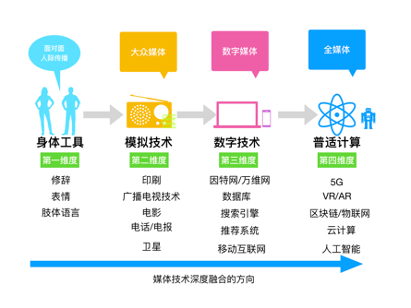 面对面
人际传播
大众媒体
数字媒体
全媒体
身体工具
模拟技术
数字技术
普适计算
第一维度
第二维度
第三维度
第四维度
修辞
表情
肢体语言
印刷
广播电视技术
电影
电话/电报
卫星
因特网/万维网
数据库
搜索引擎
推荐系统
移动互联网
5G
VR/AR
区块链/物联网
云计算
人工智能
媒体技术深度融合的方向